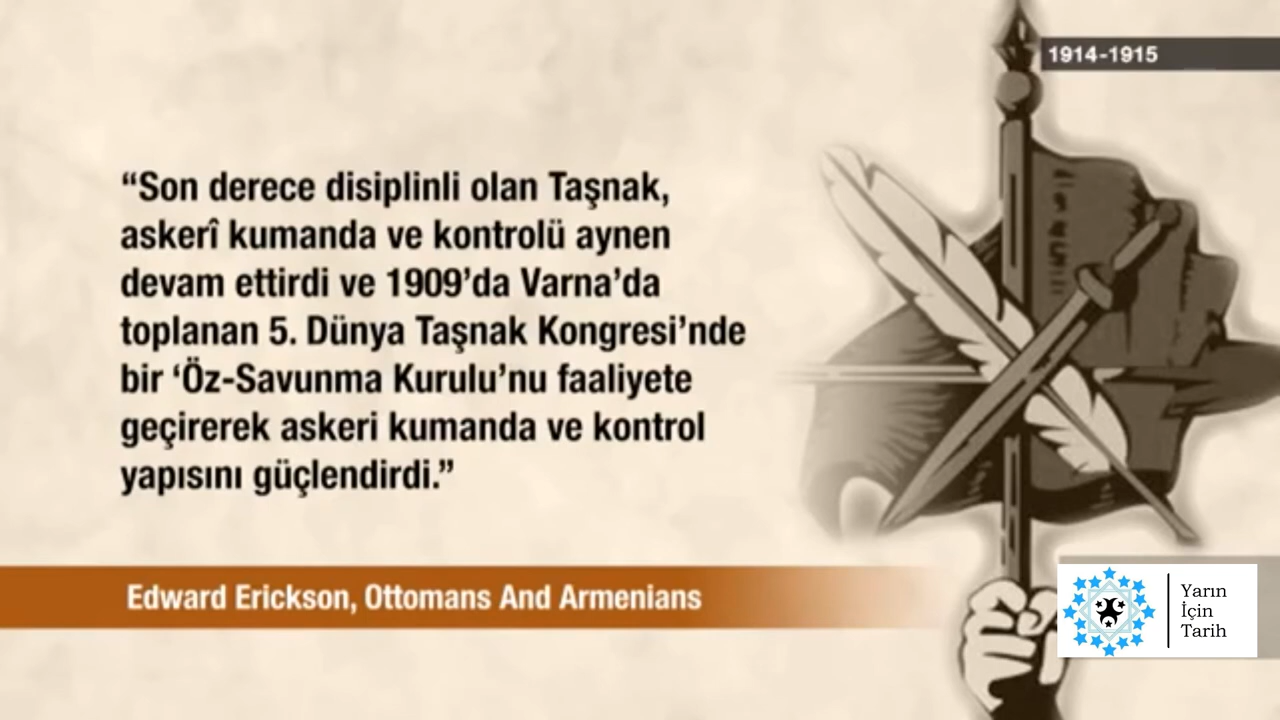 1914-1915
“Son derece disiplinli olan Taşnak,
askerî kumanda ve kontrolü aynen
devam ettirdi ve 1909’da Varna’da
toplanan 5. Dünya Taşnak Kongresi’nde
bir ‘Öz-Savunma Kurulu’nu faaliyete
geçirerek askeri kumanda ve kontrol
yapısını güçlendirdi.”
Edward Erickson, Ottomans And Armenians
Yarın
İçin
Tarih